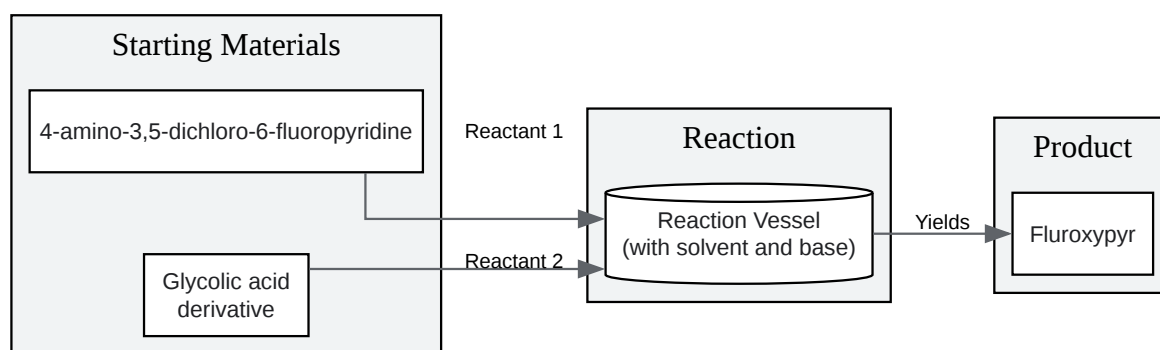 Starting Materials
4-amino-3,5-dichloro-6-fluoropyridine
Glycolic acid
derivative
Reactant 1
Reactant 2
Reaction
Reaction Vessel
(with solvent and base)
Yields
Product
Fluroxypyr